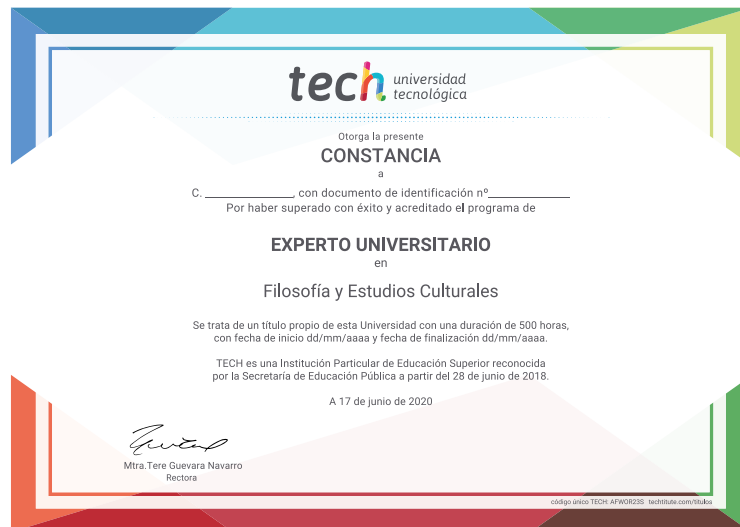 tech universidad
tecnológica
Otorga la presente
CONSTANCIA
a
C. ______________, con documento de identificación nº______________
Por haber superado con éxito y acreditado el programa de
EXPERTO UNIVERSITARIO
en
Filosofía y Estudios Culturales
Se trata de un título propio de esta Universidad con una duración de 500 horas,
con fecha de inicio dd/mm/aaaa y fecha de finalización dd/mm/aaaa.
TECH es una Institución Particular de Educación Superior reconocida
por la Secretaría de Educación Pública a partir del 28 de junio de 2018.
A 17 de junio de 2020
Mtra.Tere Guevara Navarro
Rectora
código único TECH: AFWOR23S techtitute.com/titulos